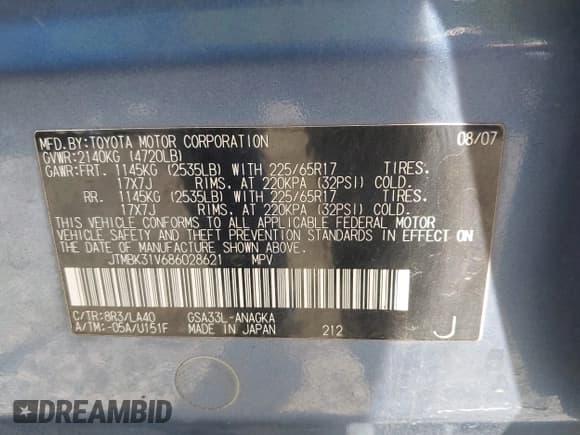 MFD.BY:TOYOTA MOTOR CORPORATION 08/07
GVWR:2140KG (4720LB)
GAWR:FRT. 1145KG (2535LB) WITH 225/65R17 TIRES.
17X7J RIMS. AT 220KPA (32PSI) COLD.
RR. 1145KG (2535LB) WITH 225/65R17 TIRES.
17X7J RIMS. AT 220KPA (32PSI) COLD.
THIS VEHICLE CONFORMS TO ALL APPLICABLE FEDERAL MOTOR
VEHICLE SAFETY AND THEFT PREVENTION STANDARDS IN EFFECT ON THE
DATE OF MANUFACTURE SHOWN ABOVE.
JTMBK31V686028621 MPV
C/TR:8R3/LA40 GSA33L-ANAGKA
A/TM:-05A/U151F MADE IN JAPAN 212 J
DREAMBID